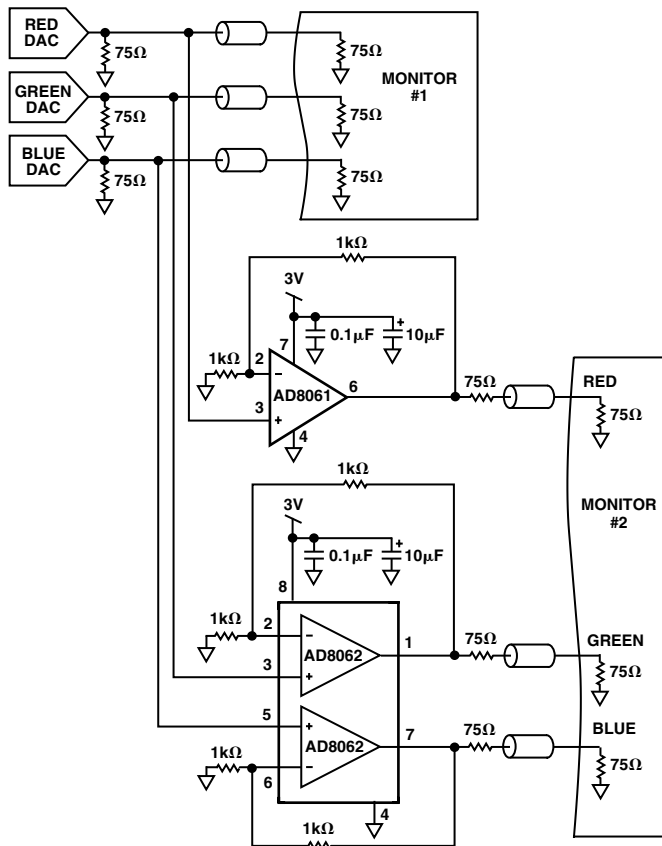 RED
DAC
75Ω
75Ω
GREEN
DAC
75Ω
75Ω
BLUE
DAC
75Ω
75Ω
MONITOR
#1
1kΩ
3V
7
0.1μF
+
10μF
1kΩ
2
−
AD8061
6
3
+
4
75Ω
RED
75Ω
1kΩ
3V
0.1μF
+
10μF
8
MONITOR
#2
1kΩ
2
−
AD8062
1
3
+
75Ω
GREEN
75Ω
5
+
AD8062
7
1kΩ
6
−
75Ω
BLUE
75Ω
4
1kΩ